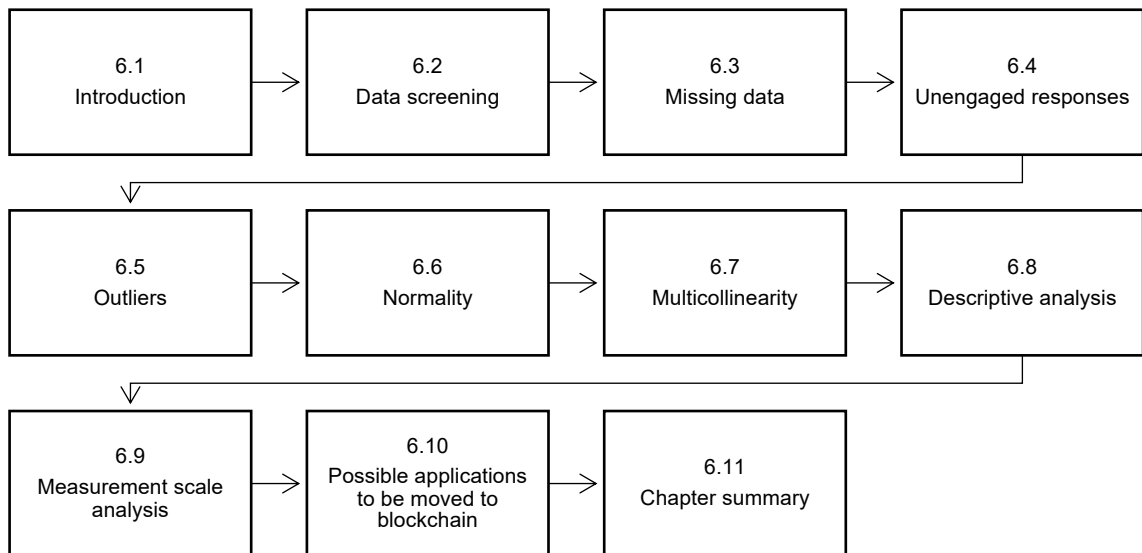 6.1
Introduction
6.2
Data screening
6.3
Missing data
6.4
Unengaged responses
6.5
Outliers
6.6
Normality
6.7
Multicollinearity
6.8
Descriptive analysis
6.9
Measurement scale
analysis
6.10
Possible applications
to be moved to
blockchain
6.11
Chapter summary